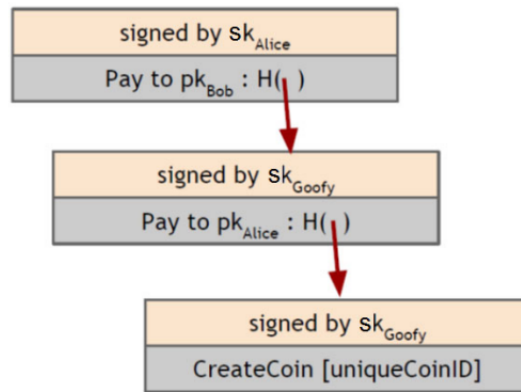 signed by sk_Alice
Pay to pk_Bob : H( )
signed by sk_Goofy
Pay to pk_Alice : H( )
signed by sk_Goofy
CreateCoin [uniqueCoinID]